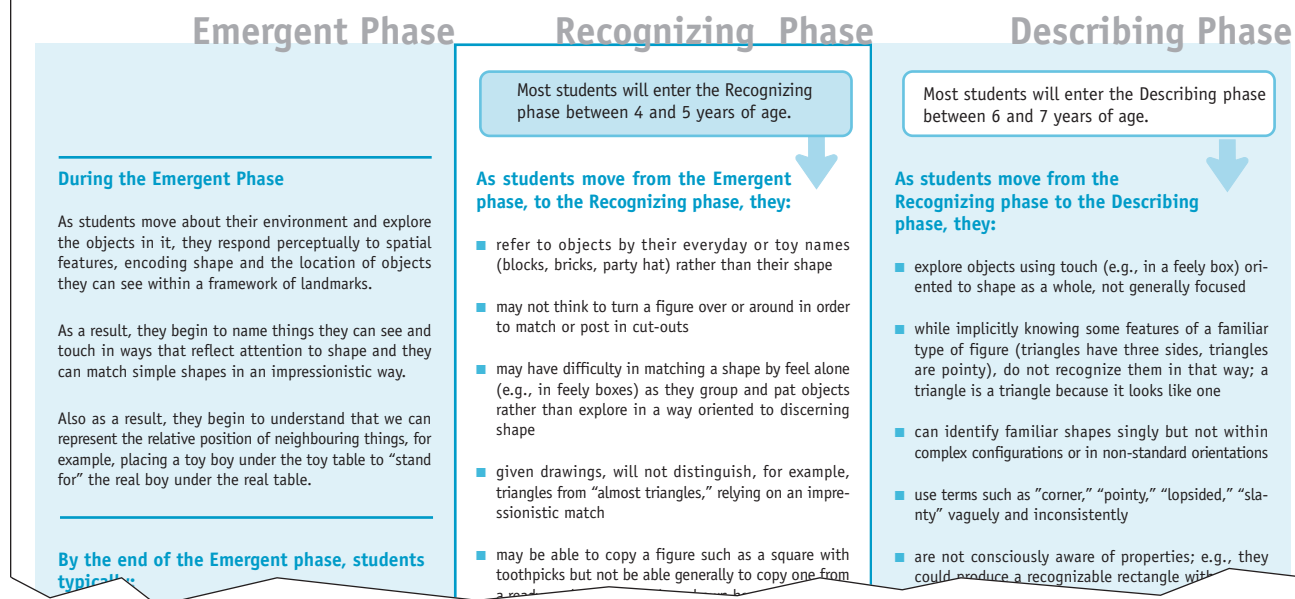 Emergent Phase
Recognizing Phase
Describing Phase
During the Emergent Phase
As students move about their environment and explore
the objects in it, they respond perceptually to spatial
features, encoding shape and the location of objects
they can see within a framework of landmarks.
As a result, they begin to name things they can see and
touch in ways that reflect attention to shape and they
can match simple shapes in an impressionistic way.
Also as a result, they begin to understand that we can
represent the relative position of neighbouring things, for
example, placing a toy boy under the toy table to “stand
for” the real boy under the real table.
By the end of the Emergent phase, students
typically:
Most students will enter the Recognizing
phase between 4 and 5 years of age.
As students move from the Emergent
phase, to the Recognizing phase, they:
■ refer to objects by their everyday or toy names
(blocks, bricks, party hat) rather than their shape
■ may not think to turn a figure over or around in order
to match or post in cut-outs
■ may have difficulty in matching a shape by feel alone
(e.g., in feely boxes) as they group and pat objects
rather than explore in a way oriented to discerning
shape
■ given drawings, will not distinguish, for example,
triangles from “almost triangles,” relying on an impre-
ssionistic match
■ may be able to copy a figure such as a square with
toothpicks but not be able generally to copy one from
a
Most students will enter the Describing phase
between 6 and 7 years of age.
As students move from the
Recognizing phase to the Describing
phase, they:
■ explore objects using touch (e.g., in a feely box) ori-
ented to shape as a whole, not generally focused
■ while implicitly knowing some features of a familiar
type of figure (triangles have three sides, triangles
are pointy), do not recognize them in that way; a
triangle is a triangle because it looks like one
■ can identify familiar shapes singly but not within
complex configurations or in non-standard orientations
■ use terms such as ”corner,” “pointy,” “lopsided,” “sla-
nty” vaguely and inconsistently
■ are not consciously aware of properties; e.g., they
could produce a recognizable rectangle